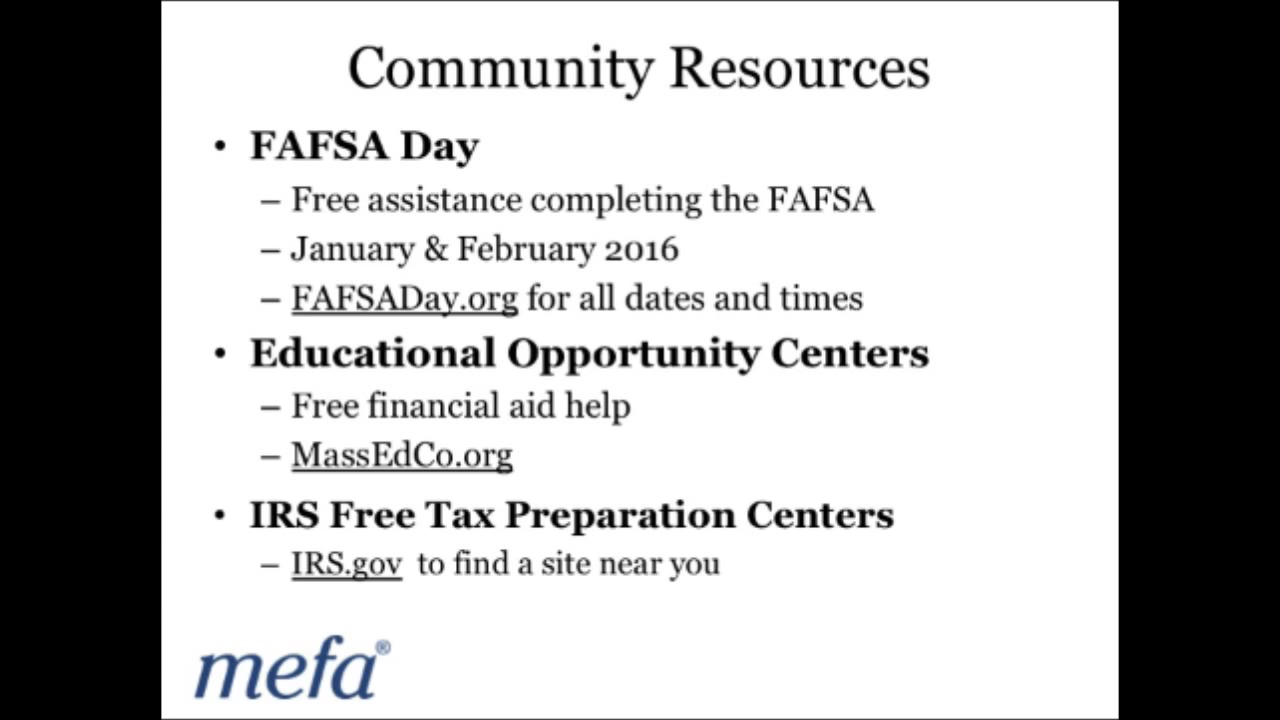 Community Resources
• FAFSA Day
– Free assistance completing the FAFSA
– January & February 2016
– FAFSADay.org for all dates and times
• Educational Opportunity Centers
– Free financial aid help
– MassEdCo.org
• IRS Free Tax Preparation Centers
– IRS.gov to find a site near you
mefa®